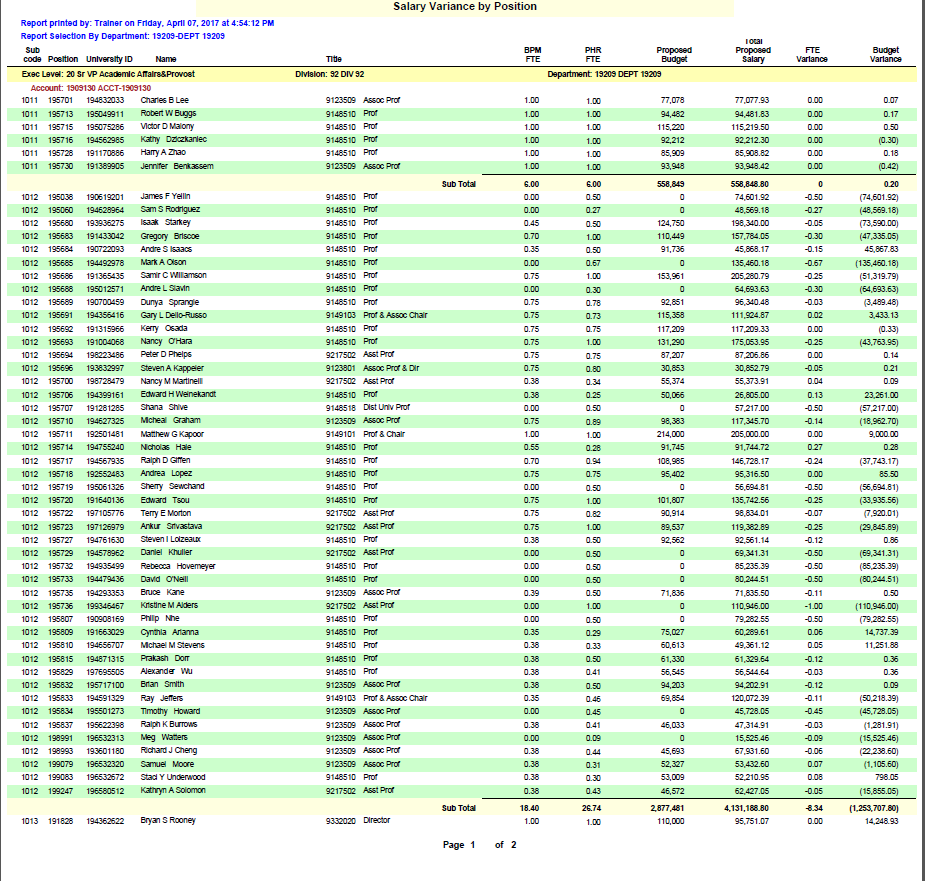 Salary Variance by Position
Report printed by: Trainer on Friday, April 07, 2017 at 4:54:12 PM
Report Selection By Department: 19209-DEPT 19209
Sub code Position University ID Name Title BPM FTE PHR FTE Proposed Budget Total Proposed Salary FTE Variance Budget Variance
Exec Level: 20 Sr VP Academic Affairs&Provost Division: 92 DIV 92 Department: 19209 DEPT 19209
Account: 1909130 ACCT-1909130
1011 195701 194832033 Charles B Lee 9123509 Assoc Prof 1.00 1.00 77,078 77,077.93 0.00 0.07
1011 195713 195049911 Robert W Buggs 9148510 Prof 1.00 1.00 94,482 94,481.83 0.00 0.17
1011 195715 195075286 Victor D Malony 9148510 Prof 1.00 1.00 115,220 115,219.50 0.00 0.50
1011 195716 194562985 Kathy Dziczkaniec 9148510 Prof 1.00 1.00 92,212 92,212.30 0.00 (0.30)
1011 195728 191170886 Harry A Zhao 9148510 Prof 1.00 1.00 85,909 85,908.82 0.00 0.18
1011 195730 191389905 Jennifer Benkassem 9123509 Assoc Prof 1.00 1.00 93,948 93,948.42 0.00 (0.42)
Sub Total 6.00 6.00 558,849 558,848.80 0 0.20
1012 195038 190619201 James F Yellin 9148510 Prof 0.00 0.50 0 74,601.92 -0.50 (74,601.92)
1012 195060 194628964 Sam S Rodriguez 9148510 Prof 0.00 0.27 0 48,569.18 -0.27 (48,569.18)
1012 195680 193936275 Isaak Starkey 9148510 Prof 0.45 0.50 124,750 198,340.00 -0.05 (73,590.00)
1012 195683 191433042 Gregory Briscoe 9148510 Prof 0.70 1.00 110,449 157,784.05 -0.30 (47,335.05)
1012 195684 190722093 Andre S Isaacs 9148510 Prof 0.35 0.50 91,736 45,868.17 -0.15 45,867.83
1012 195685 194492978 Mark A Olson 9148510 Prof 0.00 0.67 0 135,460.18 -0.67 (135,460.18)
1012 195686 191365435 Samir C Williamson 9148510 Prof 0.75 1.00 153,961 205,280.79 -0.25 (51,319.79)
1012 195688 195012571 Andre L Slavin 9148510 Prof 0.00 0.30 0 64,693.63 -0.30 (64,693.63)
1012 195689 190700459 Dunya Sprangle 9148510 Prof 0.75 0.78 92,851 96,340.48 -0.03 (3,489.48)
1012 195691 194356416 Gary L Dello-Russo 9149103 Prof & Assoc Chair 0.75 0.73 115,358 111,924.87 0.02 3,433.13
1012 195692 191315966 Kerry Osada 9148510 Prof 0.75 0.75 117,209 117,209.33 0.00 (0.33)
1012 195693 191004068 Nancy O'Hara 9148510 Prof 0.75 1.00 131,290 175,053.95 -0.25 (43,763.95)
1012 195694 198223486 Peter D Phelps 9217502 Asst Prof 0.75 0.75 87,207 87,206.86 0.00 0.14
1012 195696 193832997 Steven A Kappeler 9123801 Assoc Prof & Dir 0.75 0.80 30,853 30,852.79 -0.05 0.21
1012 195700 198728479 Nancy M Martinelli 9217502 Asst Prof 0.38 0.34 55,374 55,373.91 0.04 0.09
1012 195706 194399161 Edward H Weinekandt 9148510 Prof 0.38 0.25 50,066 26,805.00 0.13 23,261.00
1012 195707 191281285 Shana Shive 9148518 Dist Univ Prof 0.00 0.50 0 57,217.00 -0.50 (57,217.00)
1012 195710 194627325 Micheal Graham 9123509 Assoc Prof 0.75 0.89 98,383 117,345.70 -0.14 (18,962.70)
1012 195711 192501481 Matthew G Kapoor 9149101 Prof & Chair 1.00 1.00 214,000 205,000.00 0.00 9,000.00
1012 195714 194755240 Nicholas Hale 9148510 Prof 0.55 0.28 91,745 91,744.72 0.27 0.28
1012 195717 194567935 Ralph D Giffen 9148510 Prof 0.70 0.94 108,985 146,728.17 -0.24 (37,743.17)
1012 195718 192552483 Andrea Lopez 9148510 Prof 0.75 0.75 95,402 95,316.50 0.00 85.50
1012 195719 195061326 Sherry Sewchand 9148510 Prof 0.00 0.50 0 56,694.81 -0.50 (56,694.81)
1012 195720 191640136 Edward Tsou 9148510 Prof 0.75 1.00 101,807 135,742.56 -0.25 (33,935.56)
1012 195722 197105776 Terry E Morton 9217502 Asst Prof 0.75 0.82 90,914 98,834.01 -0.07 (7,920.01)
1012 195723 197126979 Ankur Srivastava 9217502 Asst Prof 0.75 1.00 89,537 119,382.89 -0.25 (29,845.89)
1012 195727 194761630 Steven I Loizeaux 9148510 Prof 0.38 0.50 92,562 92,561.14 -0.12 0.86
1012 195729 194578962 Daniel Khuller 9217502 Asst Prof 0.00 0.50 0 69,341.31 -0.50 (69,341.31)
1012 195732 194935499 Rebecca Hovemeyer 9148510 Prof 0.00 0.50 0 85,235.39 -0.50 (85,235.39)
1012 195733 194479436 David O'Neill 9148510 Prof 0.00 0.50 0 80,244.51 -0.50 (80,244.51)
1012 195735 194293353 Bruce Kane 9123509 Assoc Prof 0.39 0.50 71,836 71,835.50 -0.11 0.50
1012 195736 199346467 Kristine M Alders 9217502 Asst Prof 0.00 1.00 0 110,946.00 -1.00 (110,946.00)
1012 195807 190908169 Philip Nhe 9148510 Prof 0.00 0.50 0 79,282.55 -0.50 (79,282.55)
1012 195809 191663029 Cynthia Arianna 9148510 Prof 0.35 0.29 75,027 60,289.61 0.06 14,737.39
1012 195810 194656707 Michael M Stevens 9148510 Prof 0.38 0.33 60,613 49,361.12 0.05 11,251.88
1012 195815 194871315 Prakash Dorr 9148510 Prof 0.38 0.50 61,330 61,329.64 -0.12 0.36
1012 195829 197695505 Alexander Wu 9148510 Prof 0.38 0.41 56,545 56,544.64 -0.03 0.36
1012 195832 195717100 Brian Smith 9123509 Assoc Prof 0.38 0.50 94,203 94,202.91 -0.12 0.09
1012 195833 194591329 Ray Jeffers 9149103 Prof & Assoc Chair 0.35 0.46 69,854 120,072.39 -0.11 (50,218.39)
1012 195834 195501273 Timothy Howard 9123509 Assoc Prof 0.00 0.45 0 45,728.05 -0.45 (45,728.05)
1012 195837 195622398 Ralph K Burrows 9123509 Assoc Prof 0.38 0.41 46,033 47,314.91 -0.03 (1,281.91)
1012 198991 196532313 Meg Watters 9123509 Assoc Prof 0.00 0.09 0 15,525.46 -0.09 (15,525.46)
1012 198993 193601180 Richard J Cheng 9123509 Assoc Prof 0.38 0.44 45,693 67,931.60 -0.06 (22,238.60)
1012 199079 196532320 Samuel Moore 9123509 Assoc Prof 0.38 0.31 52,327 53,432.60 0.07 (1,105.60)
1012 199083 196532672 Staci Y Underwood 9148510 Prof 0.38 0.30 53,009 52,210.95 0.08 798.05
1012 199247 196580512 Kathryn A Solomon 9217502 Asst Prof 0.38 0.43 46,572 62,427.05 -0.05 (15,855.05)
Sub Total 18.40 26.74 2,877,481 4,131,188.80 -8.34 (1,253,707.80)
1013 191828 194362622 Bryan S Rooney 9332020 Director 1.00 1.00 110,000 95,751.07 0.00 14,248.93
Page 1 of 2